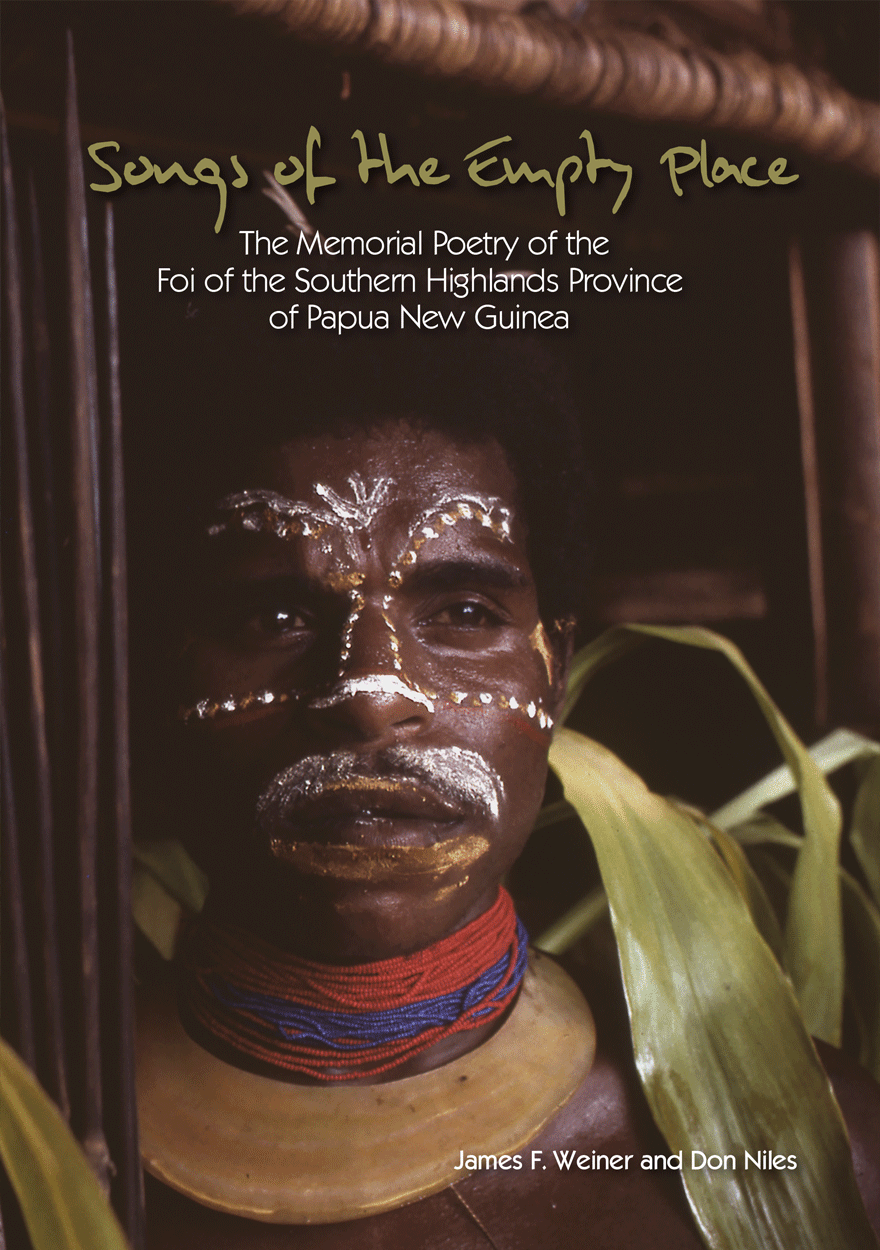 Songs of the Empty Place
The Memorial Poetry of the
Foi of the Southern Highlands Province
of Papua New Guinea
James F. Weiner and Don Niles